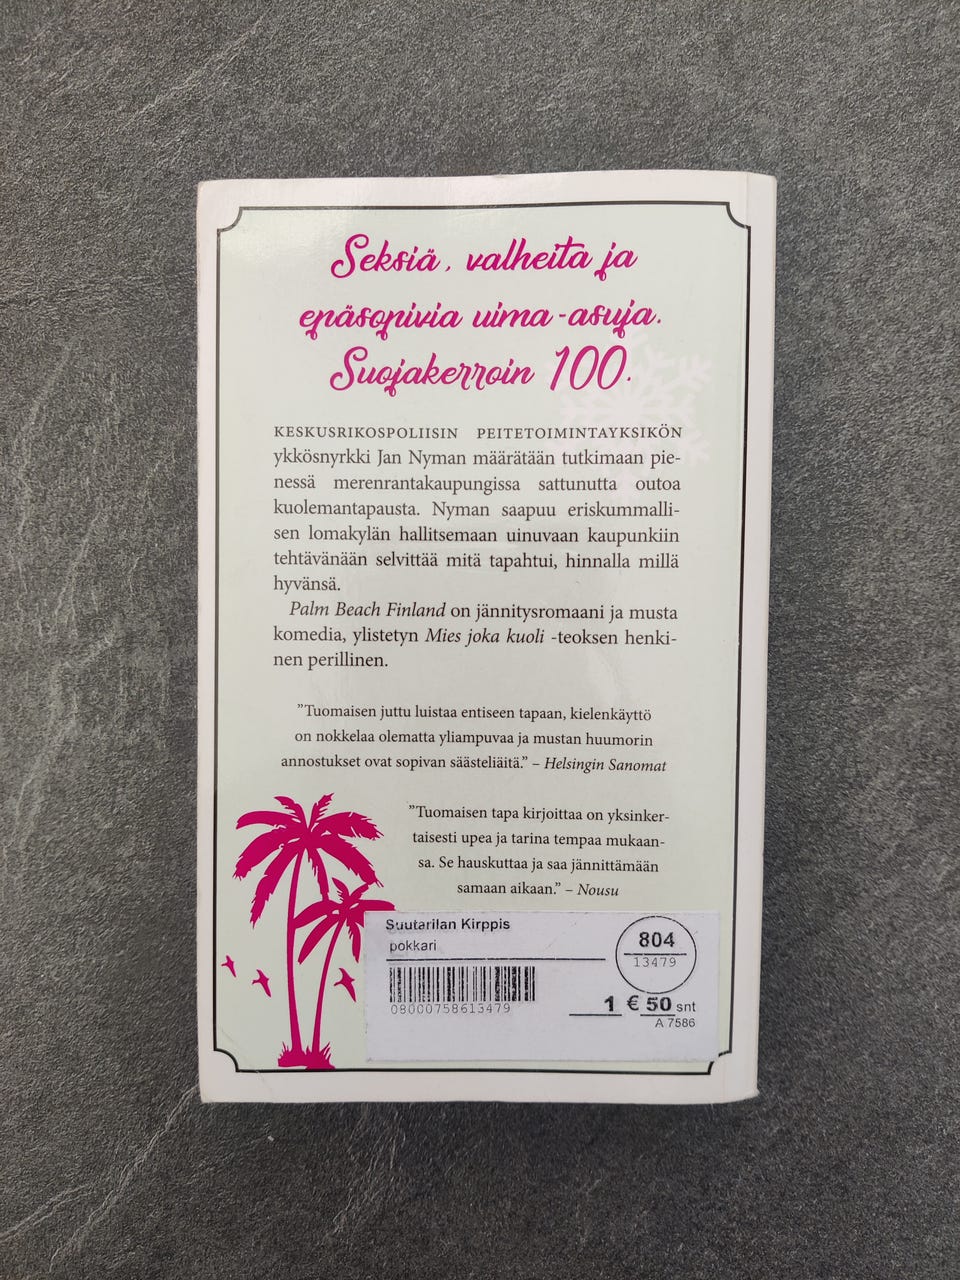 Seksiä, valheita ja
epäsopivia uima-asuja.
Suojakerroin 100.
KESKUSRIKOSPOLIISIN PEITETOIMINTAYKSIKÖN
ykkösnyrkki Jan Nyman määrätään tutkimaan pie-
nessä merenrantakaupungissa sattunutta outoa
kuolemantapausta. Nyman saapuu eriskummalli-
sen lomakylän hallitsemaan uinuvaan kaupunkiin
tehtävänään selvittää mitä tapahtui, hinnalla millä
hyvänsä.
Palm Beach Finland on jännitysromaani ja musta
komedia, ylistetyn Mies joka kuoli -teoksen henki-
nen perillinen.
”Tuomaisen juttu luistaa entiseen tapaan, kielenkäyttö
on nokkelaa olematta yliampuvaa ja mustan huumorin
annostukset ovat sopivan säästeliäitä.” – Helsingin Sanomat
”Tuomaisen tapa kirjoittaa on yksinker-
taisesti upea ja tarina tempaa mukaan-
sa. Se hauskuttaa ja saa jännittämään
samaan aikaan.” – Nousu
Suutarilan Kirppis
pokkari
804
13479
08000758613479
1 € 50 snt
A 7586